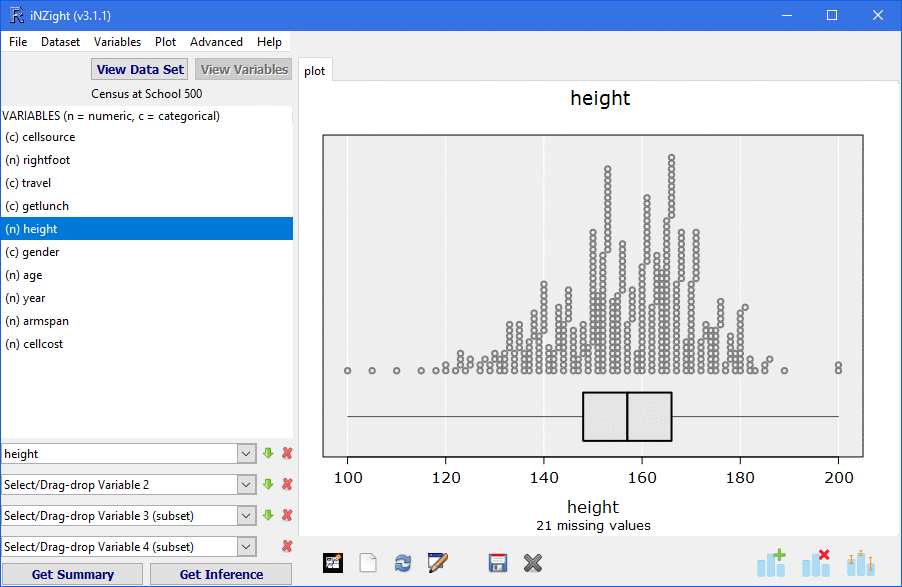 iNZight (v3.1.1)
File Dataset Variables Plot Advanced Help
View Data Set View Variables
Census at School 500
VARIABLES (n = numeric, c = categorical)
(c) cellsource
(n) rightfoot
(c) travel
(c) getlunch
(n) height
(c) gender
(n) age
(n) year
(n) armspan
(n) cellcost
height
Select/Drag-drop Variable 2
Select/Drag-drop Variable 3 (subset)
Select/Drag-drop Variable 4 (subset)
Get Summary Get Inference
plot
height
100 120 140 160 180 200
height
21 missing values